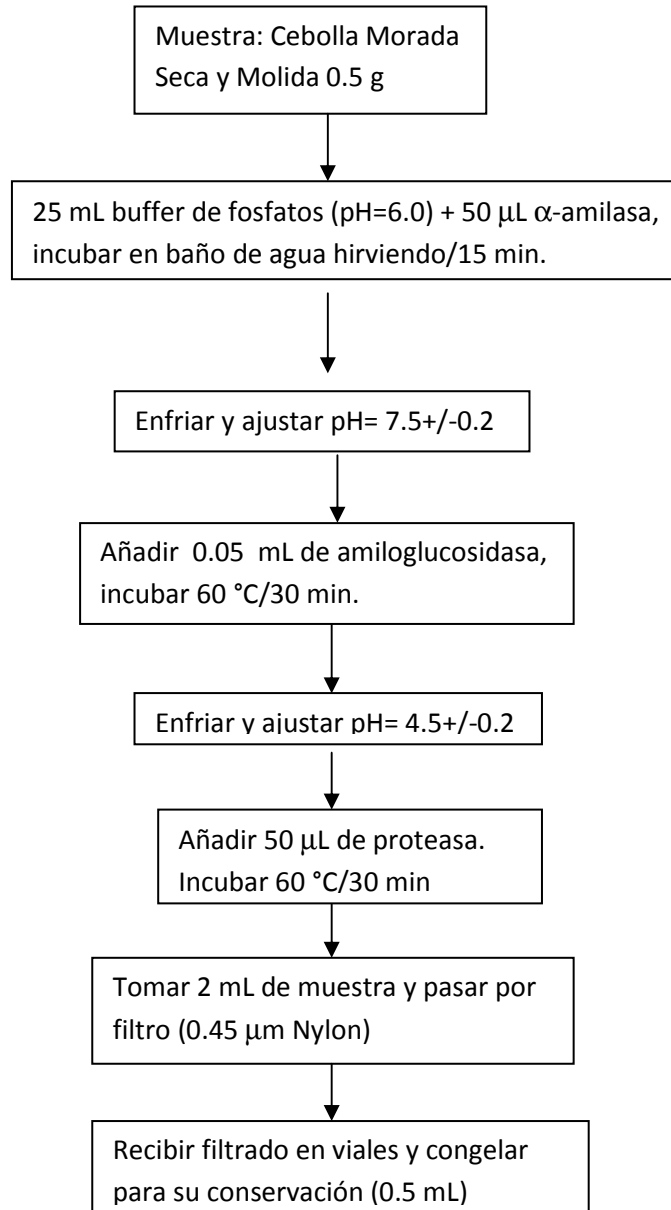 Muestra: Cebolla Morada
Seca y Molida 0.5 g
25 mL buffer de fosfatos (pH=6.0) + 50 μL α-amilasa,
incubar en baño de agua hirviendo/15 min.
Enfriar y ajustar pH= 7.5+/-0.2
Añadir  0.05  mL de amiloglucosidasa,
incubar 60 °C/30 min.
Enfriar y ajustar pH= 4.5+/-0.2
Añadir 50 μL de proteasa.
Incubar 60 °C/30 min
Tomar 2 mL de muestra y pasar por
filtro (0.45 μm Nylon)
Recibir filtrado en viales y congelar
para su conservación (0.5 mL)